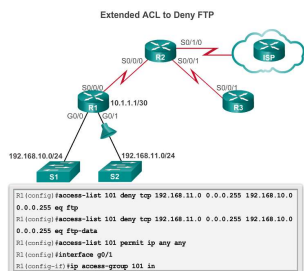 Extended ACL to Deny FTP
S0/1/0
R2
ISP
S0/0/0
S0/0/1
S0/0/0
S0/0/1
R1
10.1.1.1/30
R3
G0/0
G0/1
192.168.10.0/24
192.168.11.0/24
S1
S2
R1(config)#access-list 101 deny tcp 192.168.11.0 0.0.0.255 192.168.10.0
0.0.0.255 eq ftp
R1(config)#access-list 101 deny tcp 192.168.11.0 0.0.0.255 192.168.10.0
0.0.0.255 eq ftp-data
R1(config)#access-list 101 permit ip any any
R1(config)#interface g0/1
R1(config-if)#ip access-group 101 in